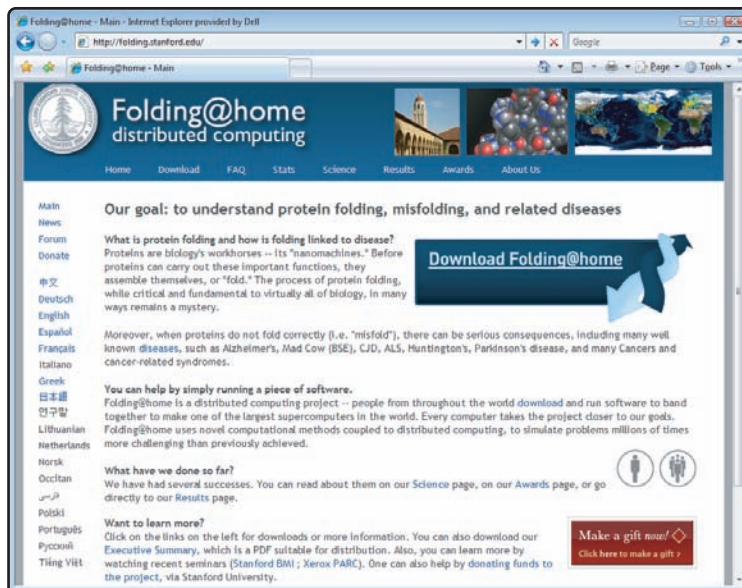 Folding@home - Main - Internet Explorer provided by Dell
http://folding.stanford.edu/
Google
Folding@home - Main
Page
Tools
Folding@home
distributed computing
Home Download FAQ Stats Science Results Awards About Us
Main
News
Forum
Donate
中文
Deutsch
English
Español
Français
Italiano
Greek
日本語
연구말
Lithuanian
Netherlands
Norsk
Occitan
فارسی
Polski
Português
Русский
Tiếng Việt
Our goal: to understand protein folding, misfolding, and related diseases
What is protein folding and how is folding linked to disease?
Proteins are biology's workhorses -- its "nanomachines." Before
proteins can carry out these important functions, they
assemble themselves, or "fold." The process of protein folding,
while critical and fundamental to virtually all of biology, in many
ways remains a mystery.
Download Folding@home
Moreover, when proteins do not fold correctly (i.e. "misfold"), there can be serious consequences, including many well
known diseases, such as Alzheimer's, Mad Cow (BSE), CJD, ALS, Huntington's, Parkinson's disease, and many Cancers and
cancer-related syndromes.
You can help by simply running a piece of software.
Folding@home is a distributed computing project -- people from throughout the world download and run software to band
together to make one of the largest supercomputers in the world. Every computer takes the project closer to our goals.
Folding@home uses novel computational methods coupled to distributed computing, to simulate problems millions of times
more challenging than previously achieved.
What have we done so far?
We have had several successes. You can read about them on our Science page, on our Awards page, or go
directly to our Results page.
Want to learn more?
Click on the links on the left for downloads or more information. You can also download our
Executive Summary, which is a PDF suitable for distribution. Also, you can learn more by
watching recent seminars (Stanford BMI ; Xerox PARC). One can also help by donating funds to
the project, via Stanford University.
Make a gift now!
Click here to make a gift >